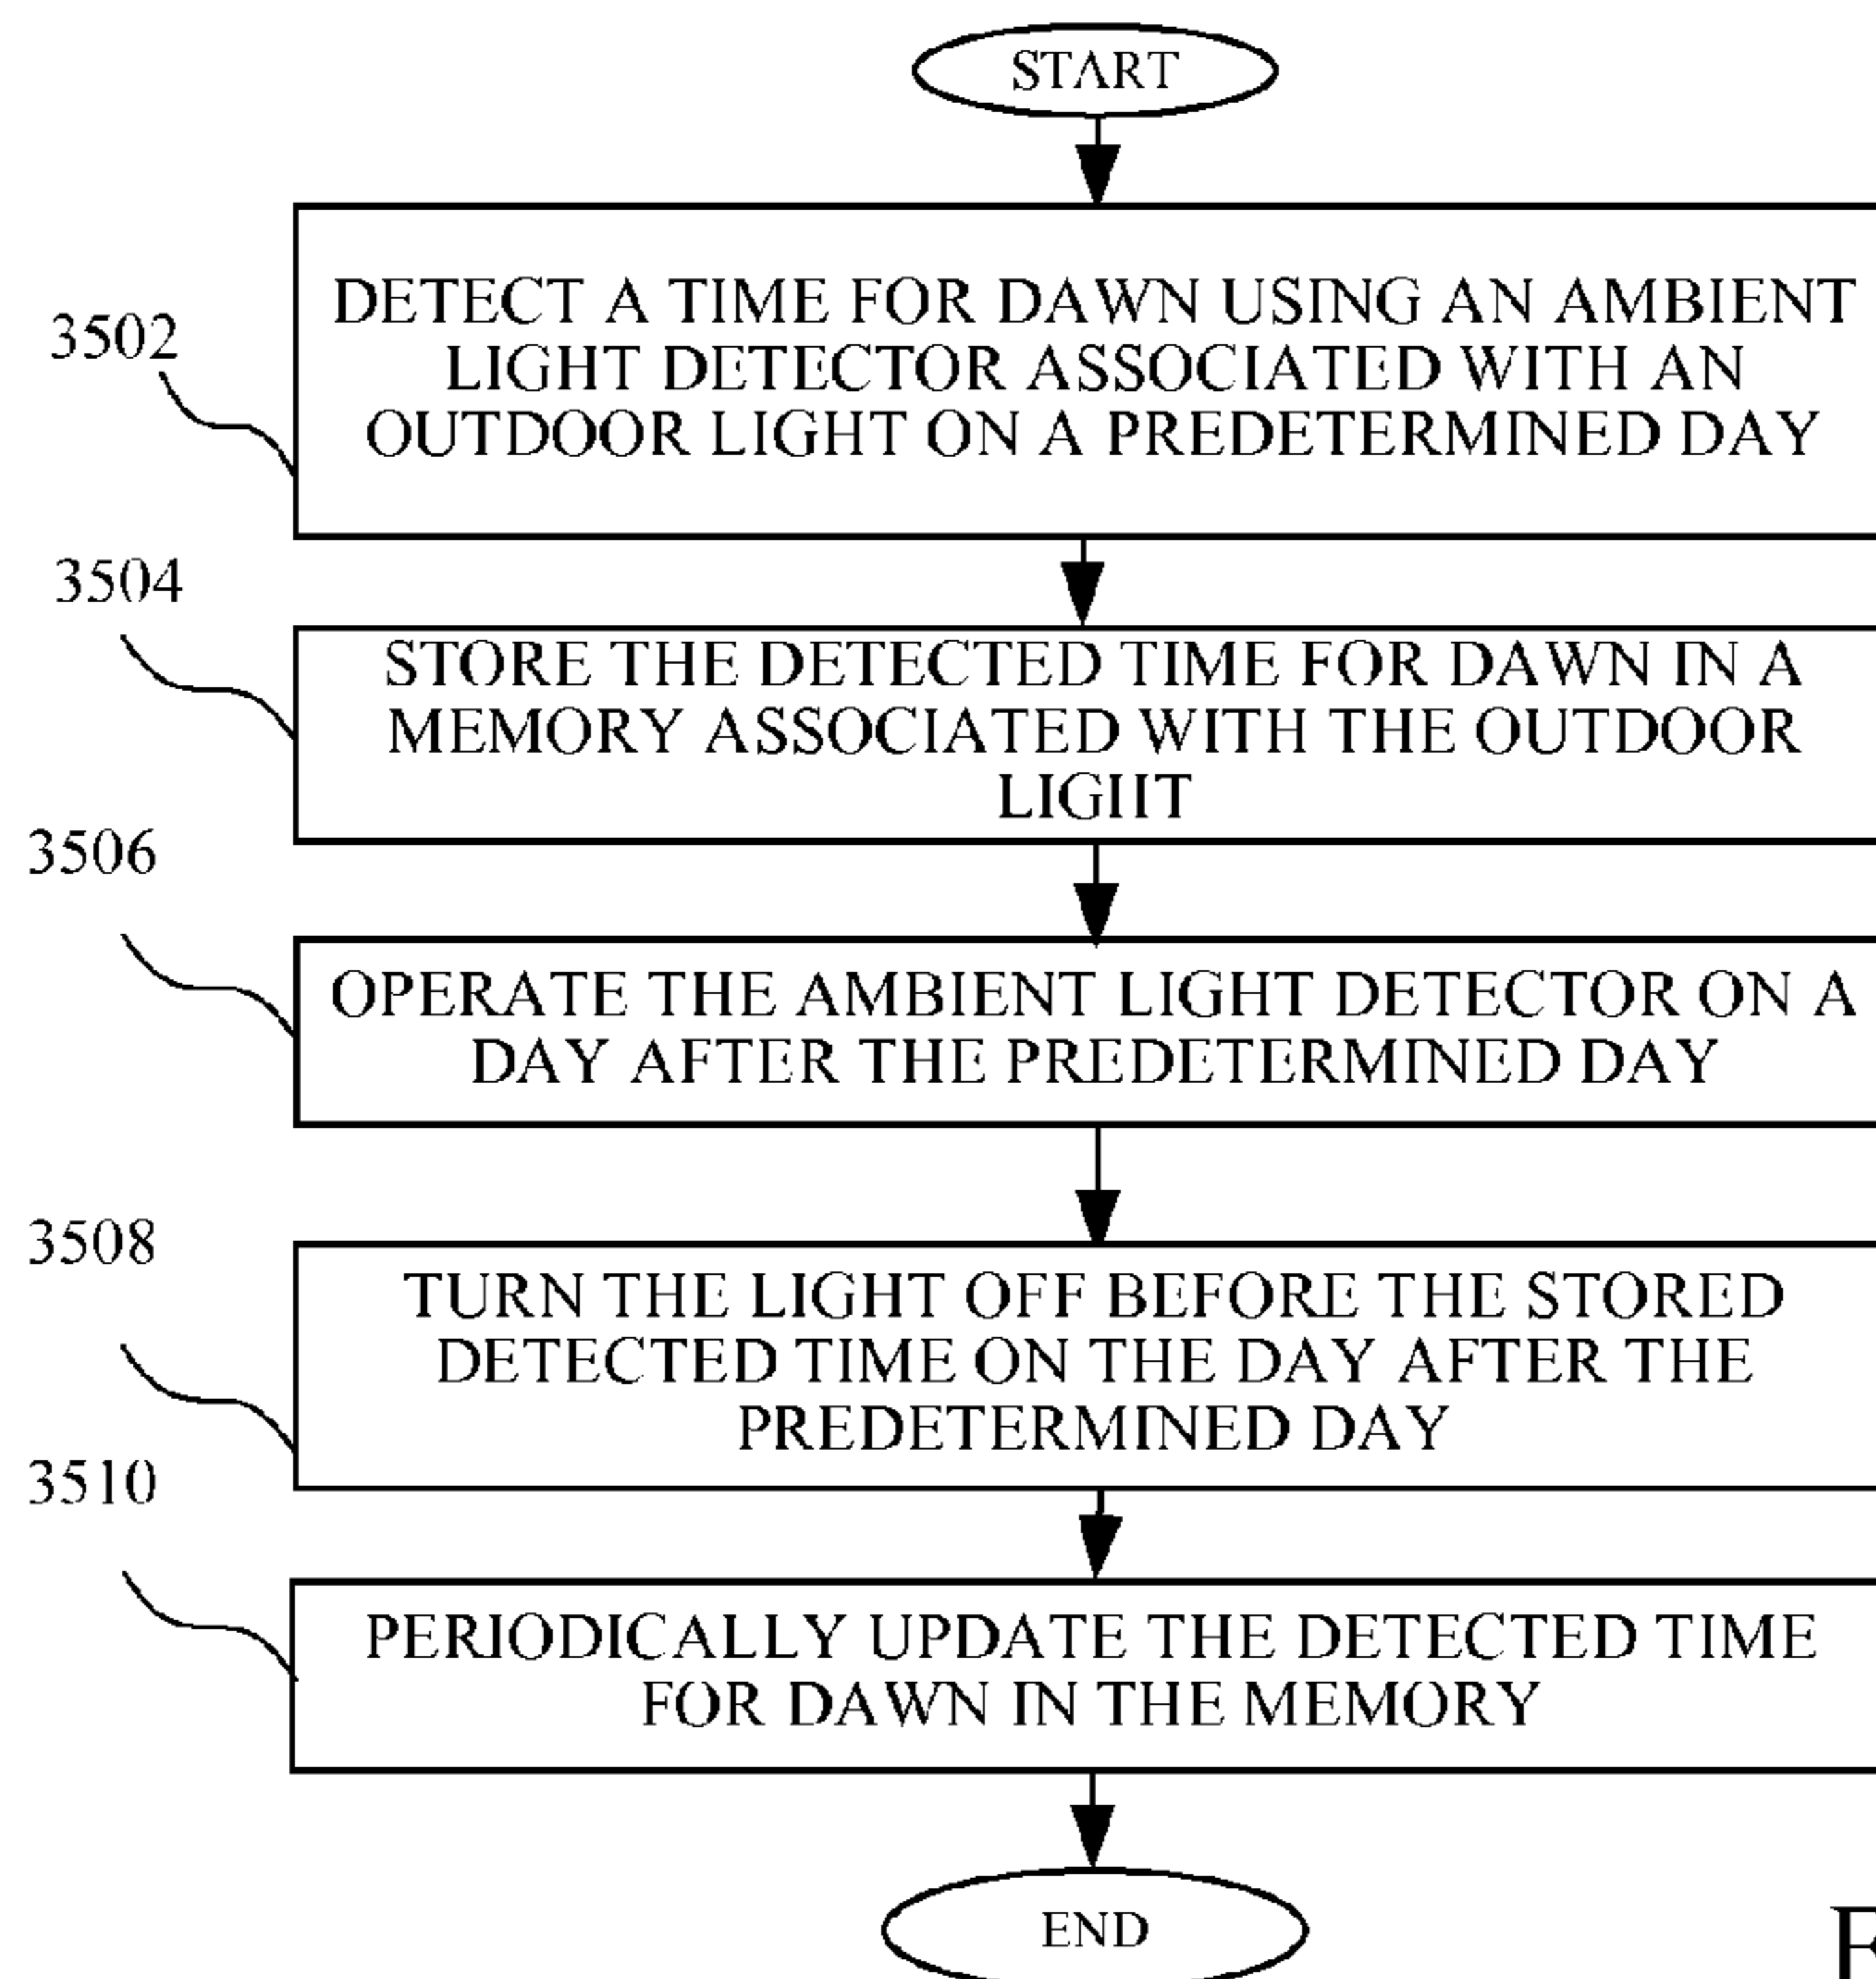 START
3502
DETECT A TIME FOR DAWN USING AN AMBIENT
LIGHT DETECTOR ASSOCIATED WITH AN
OUTDOOR LIGHT ON A PREDETERMINED DAY
3504
STORE THE DETECTED TIME FOR DAWN IN A
MEMORY ASSOCIATED WITH THE OUTDOOR
LIGHT
3506
OPERATE THE AMBIENT LIGHT DETECTOR ON A
DAY AFTER THE PREDETERMINED DAY
3508
TURN THE LIGHT OFF BEFORE THE STORED
DETECTED TIME ON THE DAY AFTER THE
PREDETERMINED DAY
3510
PERIODICALLY UPDATE THE DETECTED TIME
FOR DAWN IN THE MEMORY
END